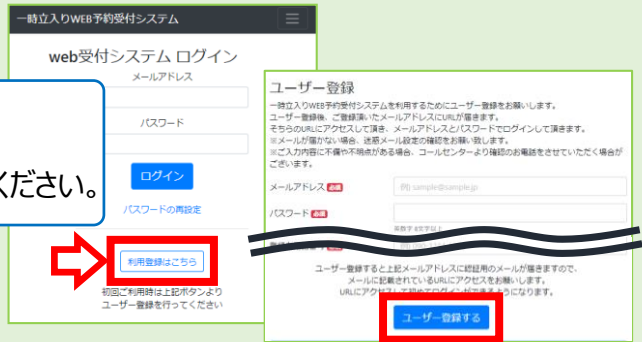 一時立入りWEB予約受付システム
web受付システム ログイン
メールアドレス
パスワード
ください。
ログイン
パスワードの再設定
利用登録はこちら
初回ご利用時は上記ボタンより
ユーザー登録を行ってください
ユーザー登録
一時立入りWEB予約受付システムを利用するためにユーザー登録をお願いします。
ユーザー登録後、ご登録頂いたメールアドレスにURLが届きます。
そちらのURLにアクセスして頂き、メールアドレスとパスワードでログインして頂きます。
※メールが届かない場合、迷惑メール設定の確認をお願い致します。
※ご入力内容に不備や不明点がある場合、コールセンターより確認のお電話をさせていただく場合が
ございます。
メールアドレス 必須
例) sample@sample.jp
パスワード 必須
英数字 8文字以上
ユーザー登録すると上記メールアドレスに認証用のメールが届きますので、
メールに記載されているURLにアクセスをお願いします。
URLにアクセスして初めてログインができるようになります。
ユーザー登録する